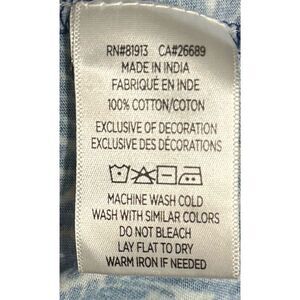 RN#81913 CA#26689
MADE IN INDIA
FABRIQUÉ EN INDE
100% COTTON/COTON
EXCLUSIVE OF DECORATION
EXCLUSIVE DES DÉCORATIONS
MACHINE WASH COLD
WASH WITH SIMILAR COLORS
DO NOT BLEACH
LAY FLAT TO DRY
WARM IRON IF NEEDED